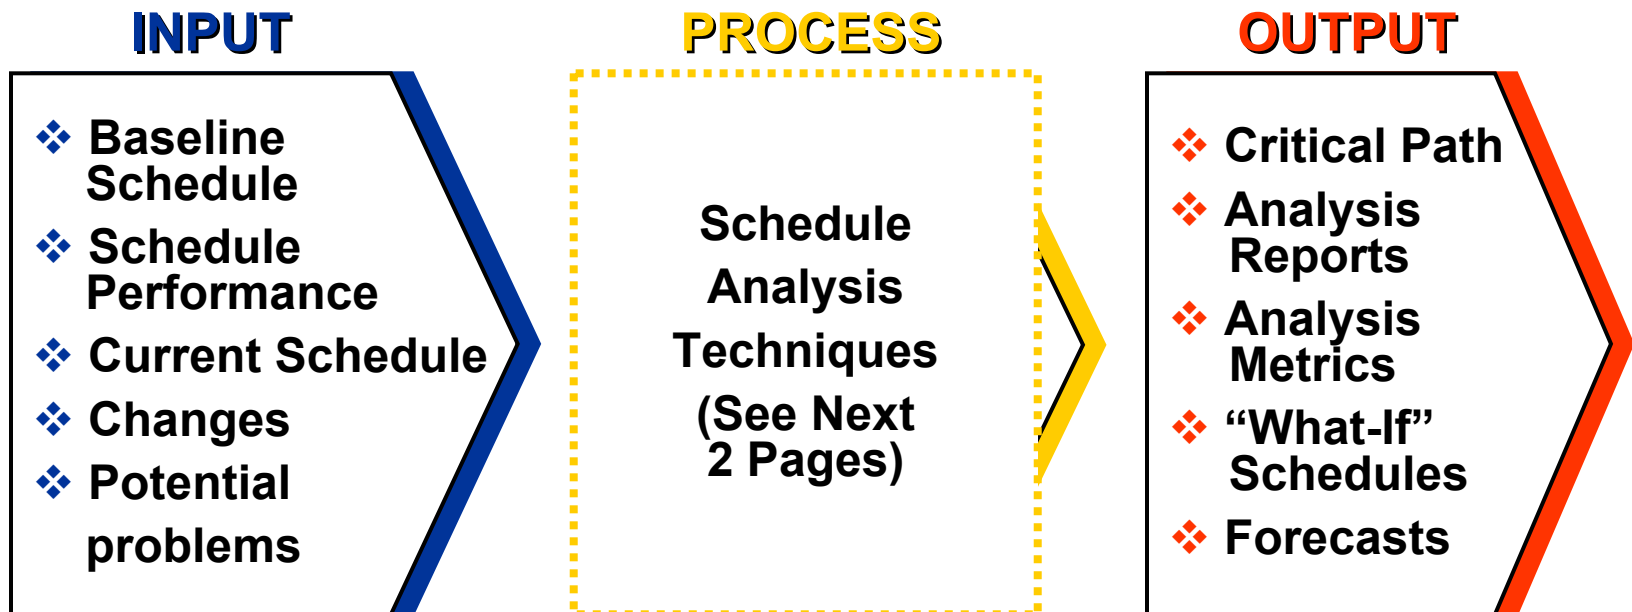 INPUT
Baseline
Schedule
Schedule
Performance
Current Schedule
Changes
Potential
problems
PROCESS
Schedule
Analysis
Techniques
(See Next
2 Pages)
OUTPUT
Critical Path
Analysis
Reports
Analysis
Metrics
“What-If”
Schedules
Forecasts